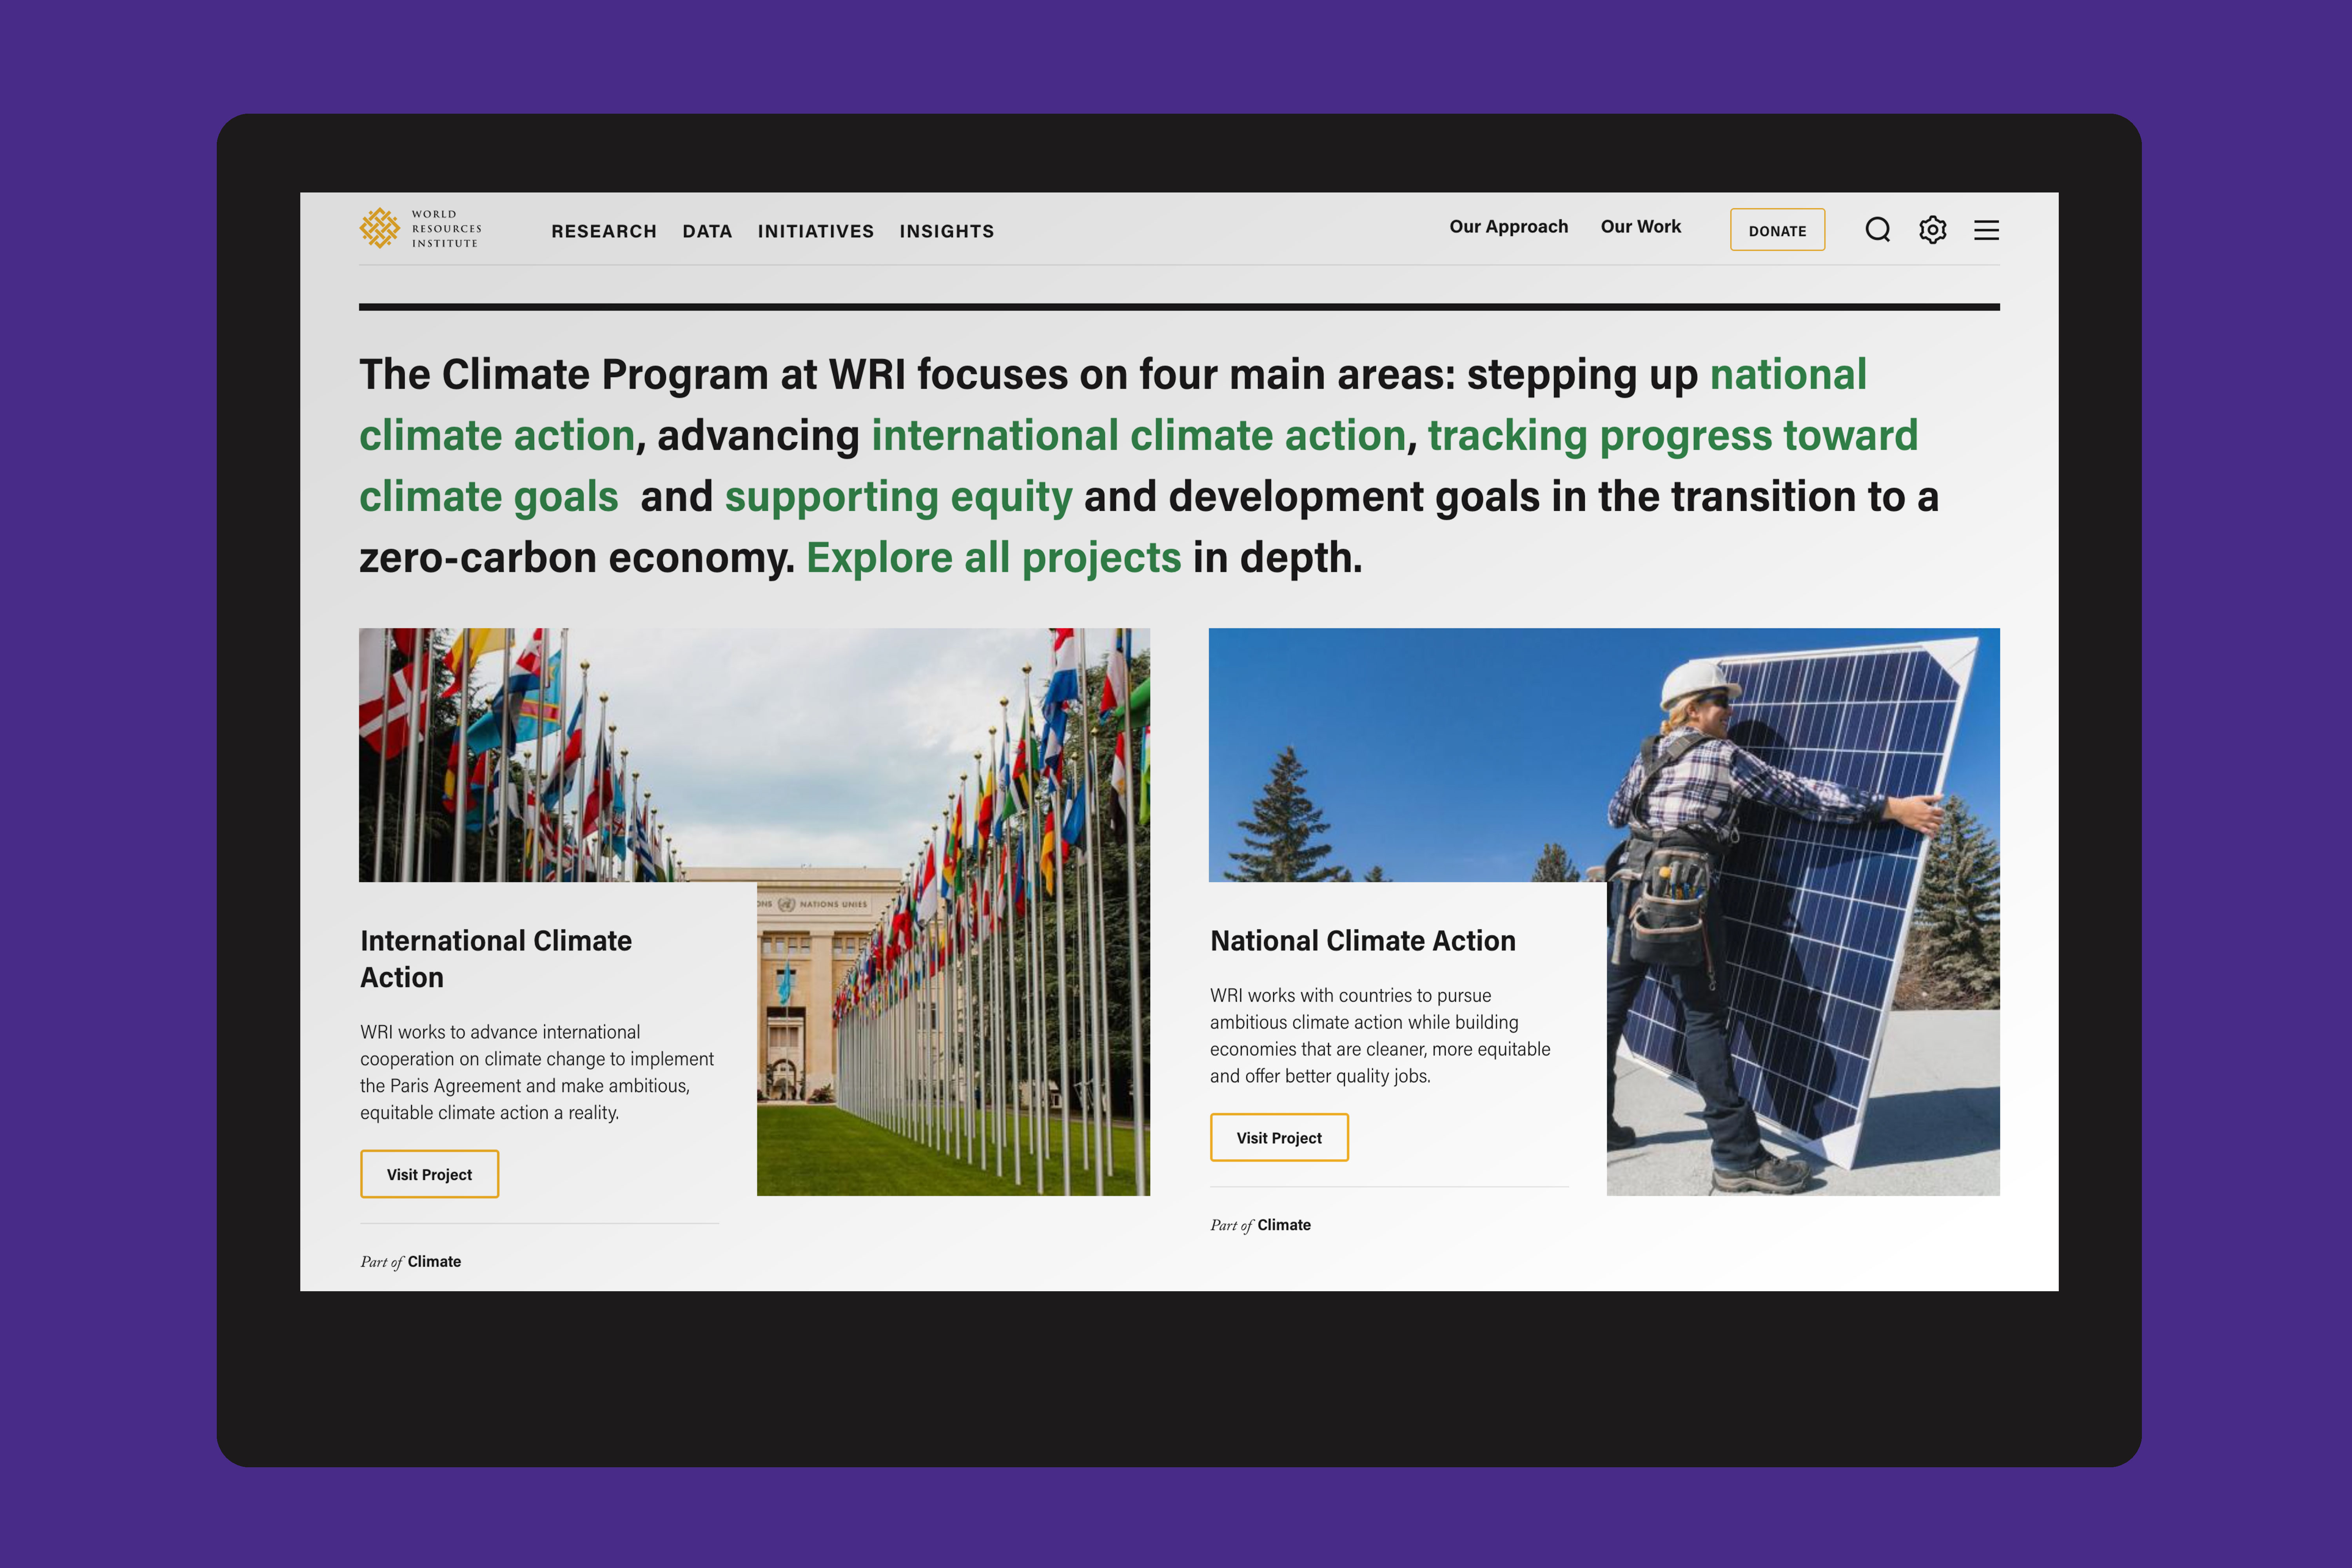 WORLD
RESOURCES
INSTITUTE
RESEARCH DATA INITIATIVES INSIGHTS
Our Approach Our Work DONATE
The Climate Program at WRI focuses on four main areas: stepping up national
climate action, advancing international climate action, tracking progress toward
climate goals and supporting equity and development goals in the transition to a
zero-carbon economy. Explore all projects in depth.
NATIONS UNIES
International Climate
Action
WRI works to advance international
cooperation on climate change to implement
the Paris Agreement and make ambitious,
equitable climate action a reality.
Visit Project
Part of Climate
National Climate Action
WRI works with countries to pursue
ambitious climate action while building
economies that are cleaner, more equitable
and offer better quality jobs.
Visit Project
Part of Climate